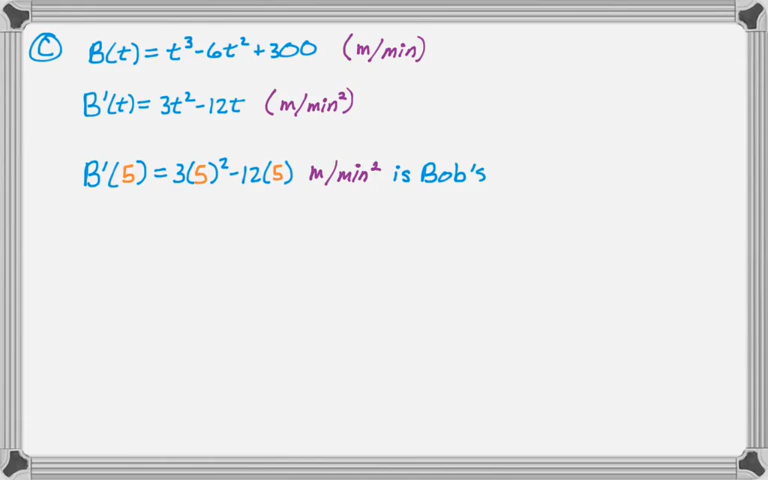 C B(t) = t³ - 6t² + 300 (m/min)
B'(t) = 3t² - 12t (m/min²)
B'(5) = 3(5)² - 12(5) m/min² is Bob's